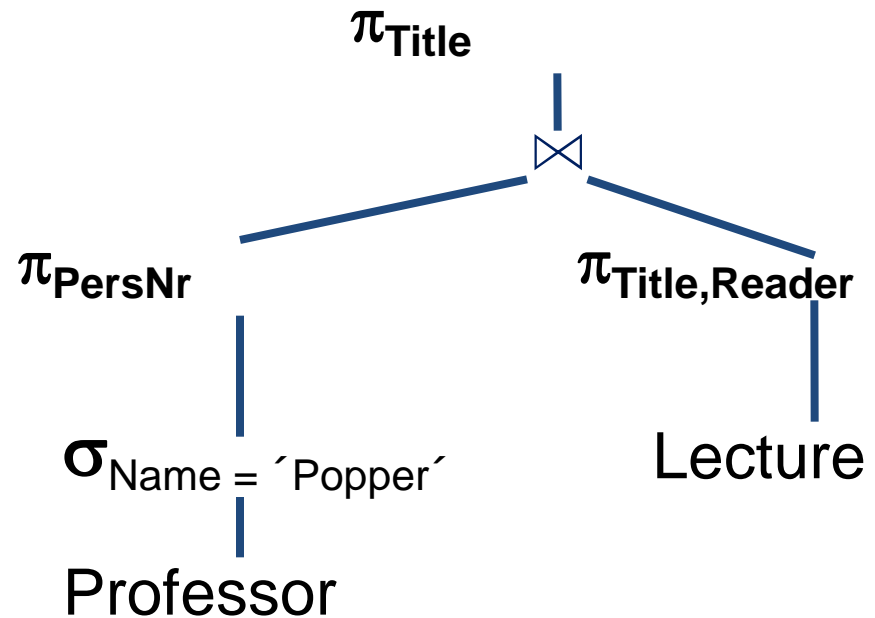 πTitle
⋈
πPersNr
πTitle,Reader
σName = ´Popper´
Lecture
Professor